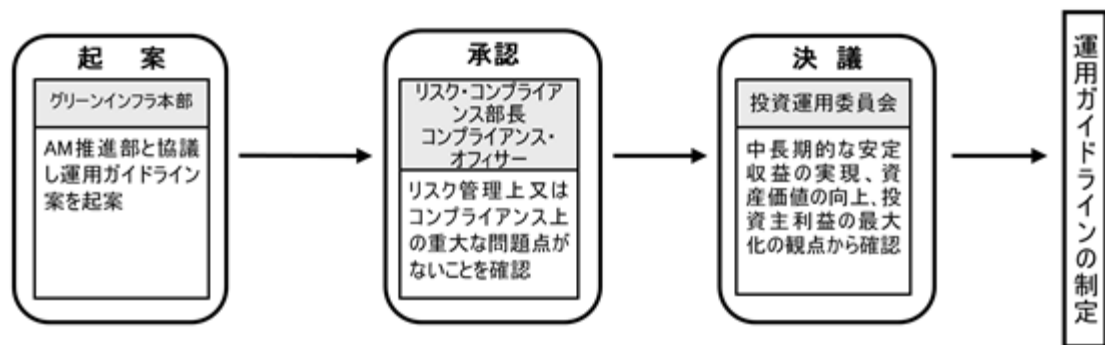 起 案
グリーンインフラ本部
AM推進部と協議
し運用ガイドライン
案を起案
承認
リスク・コンプライア
ンス部長
コンプライアンス・
オフィサー
リスク管理上又は
コンプライアンス上
の重大な問題点が
ないことを確認
決 議
投資運用委員会
中長期的な安定
収益の実現、資
産価値の向上、投
資主利益の最大
化の観点から確認
運用ガイドラインの制定